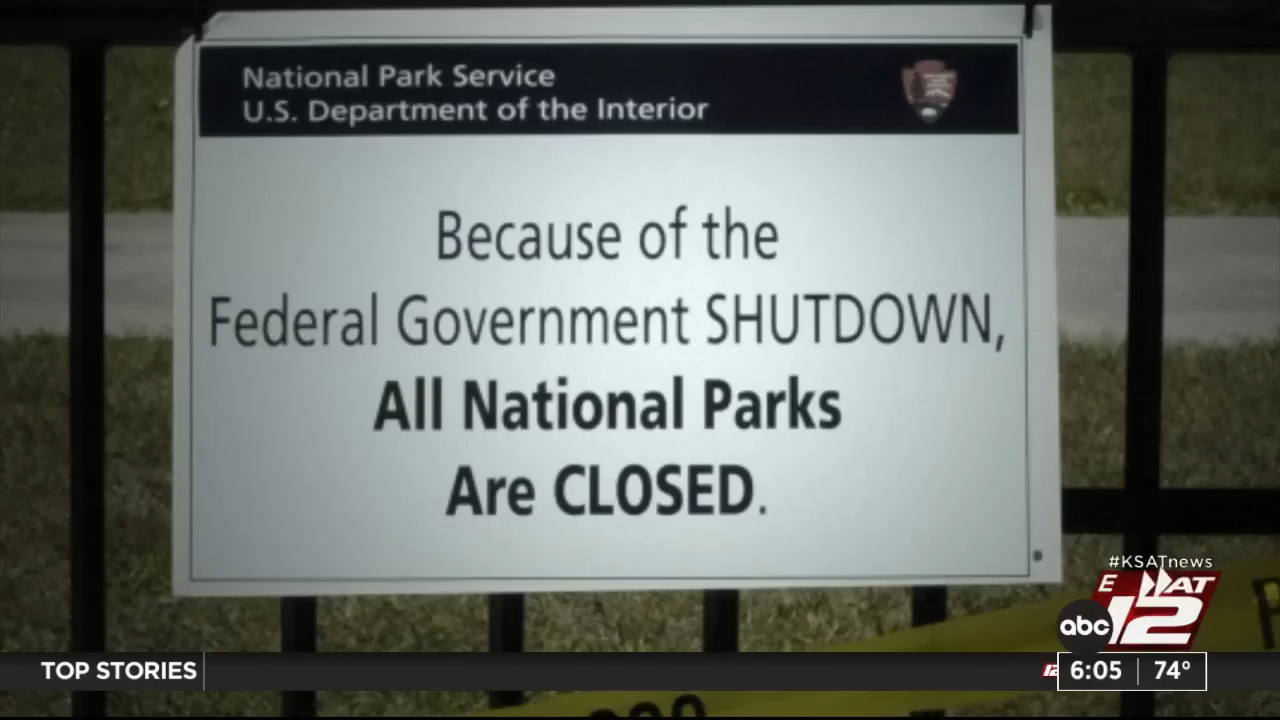 National Park Service
U.S. Department of the Interior
Because of the
Federal Government SHUTDOWN,
All National Parks
Are CLOSED.
#KSATnews
abc 12
TOP STORIES
12
6:05 74°